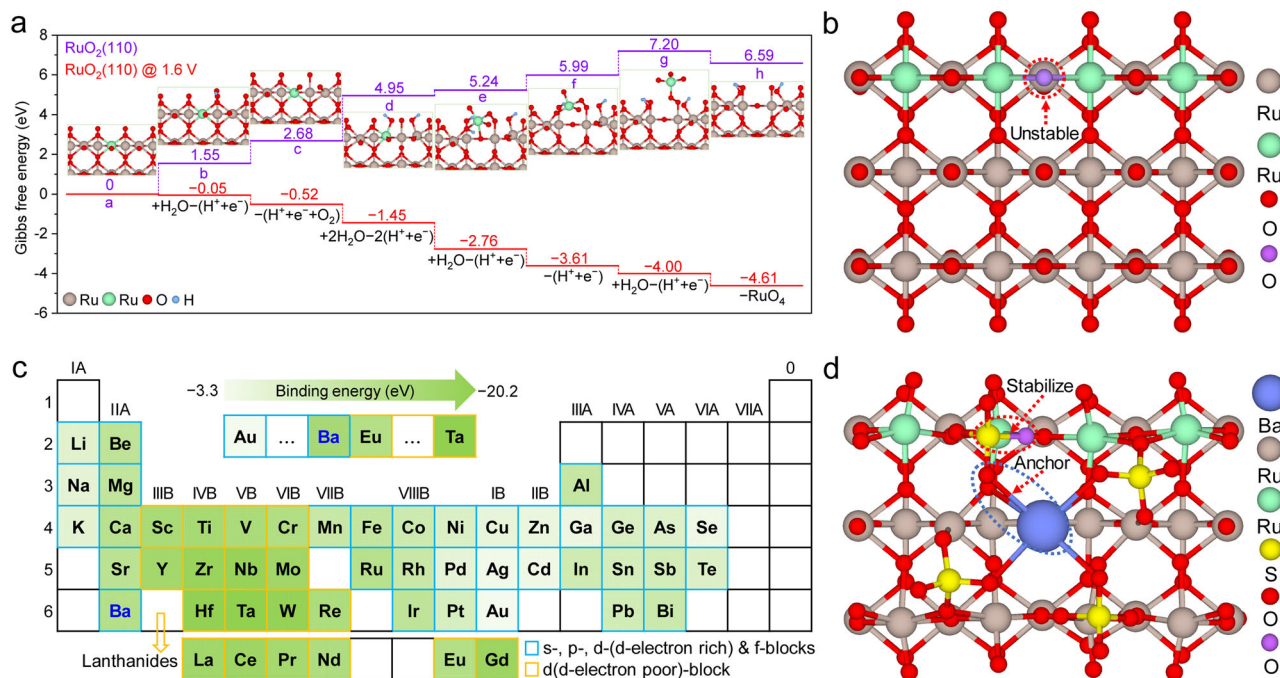 a
Gibbs free energy (eV)
8
6
4
2
0
-2
-4
-6
RuO₂(110)
RuO₂(110) @ 1.6 V
0
a
1.55
b
2.68
c
4.95
d
5.24
e
5.99
f
7.20
g
6.59
h
−0.05
+H₂O−(H⁺+e⁻)
−0.52
−(H⁺+e⁻+O₂)
−1.45
+2H₂O−2(H⁺+e⁻)
−2.76
+H₂O−(H⁺+e⁻)
−3.61
−(H⁺+e⁻)
−4.00
+H₂O−(H⁺+e⁻)
−4.61
−RuO₄
Ru Ru O H
b
Unstable
Ru
Ru
O
O
c
IA 0
−3.3 Binding energy (eV) −20.2
1
IIA IIIA IVA VA VIA VIIA
Au ... Ba Eu ... Ta
2 Li Be
3 Na Mg Al
IIIB IVB VB VIB VIIB VIIIB IB IIB
4 K Ca Sc Ti V Cr Mn Fe Co Ni Cu Zn Ga Ge As Se
5 Sr Y Zr Nb Mo Ru Rh Pd Ag Cd In Sn Sb Te
6 Ba Hf Ta W Re Ir Pt Au Pb Bi
Lanthanides La Ce Pr Nd Eu Gd
s-, p-, d-(d-electron rich) & f-blocks
d(d-electron poor)-block
d
Stabilize
Anchor
Ba
Ru
Ru
S
O
O